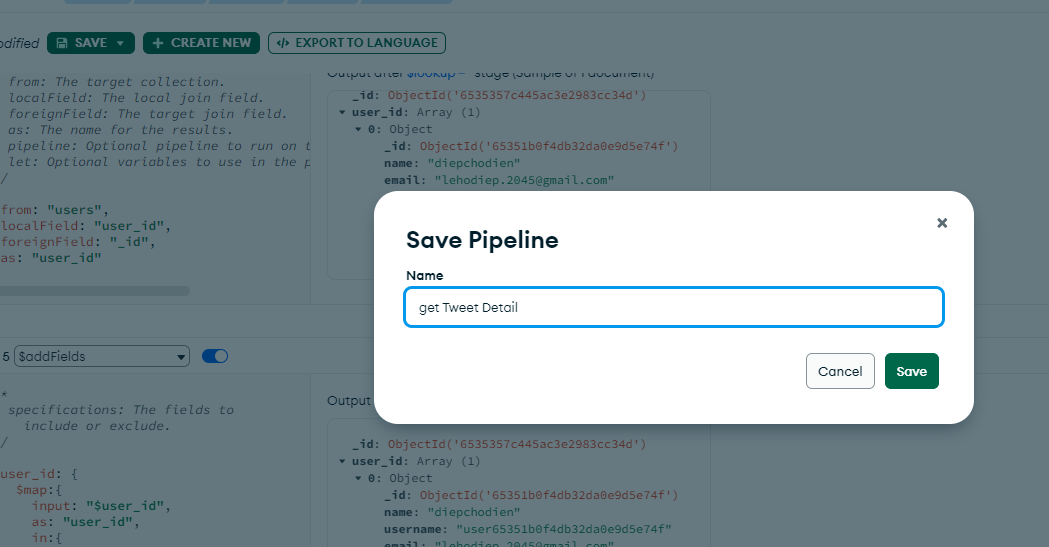 odified SAVE CREATE NEW EXPORT TO LANGUAGE
Output after $lookup stage (Sample of 1 document)
from: The target collection.
localField: The local join field.
foreignField: The target join field.
as: The name for the results.
pipeline: Optional pipeline to run on t
let: Optional variables to use in the p
/
from: "users",
localField: "user_id",
foreignField: "_id",
as: "user_id"
_id: ObjectId('6535357c445ac3e2983cc34d')
user_id: Array (1)
0: Object
_id: ObjectId('65351b0f4db32da0e9d5e74f')
name: "diepchodien"
email: "lehodiep.2045@gmail.com"
Save Pipeline
Name
get Tweet Detail
Cancel Save
5 $addFields
*
specifications: The fields to
include or exclude.
/
user_id: {
$map:{
input: "$user_id",
as: "user_id",
in:{
Output
_id: ObjectId('6535357c445ac3e2983cc34d')
user_id: Array (1)
0: Object
_id: ObjectId('65351b0f4db32da0e9d5e74f')
name: "diepchodien"
username: "user65351b0f4db32da0e9d5e74f"
email: "lehodiep.2045@gmail.com"